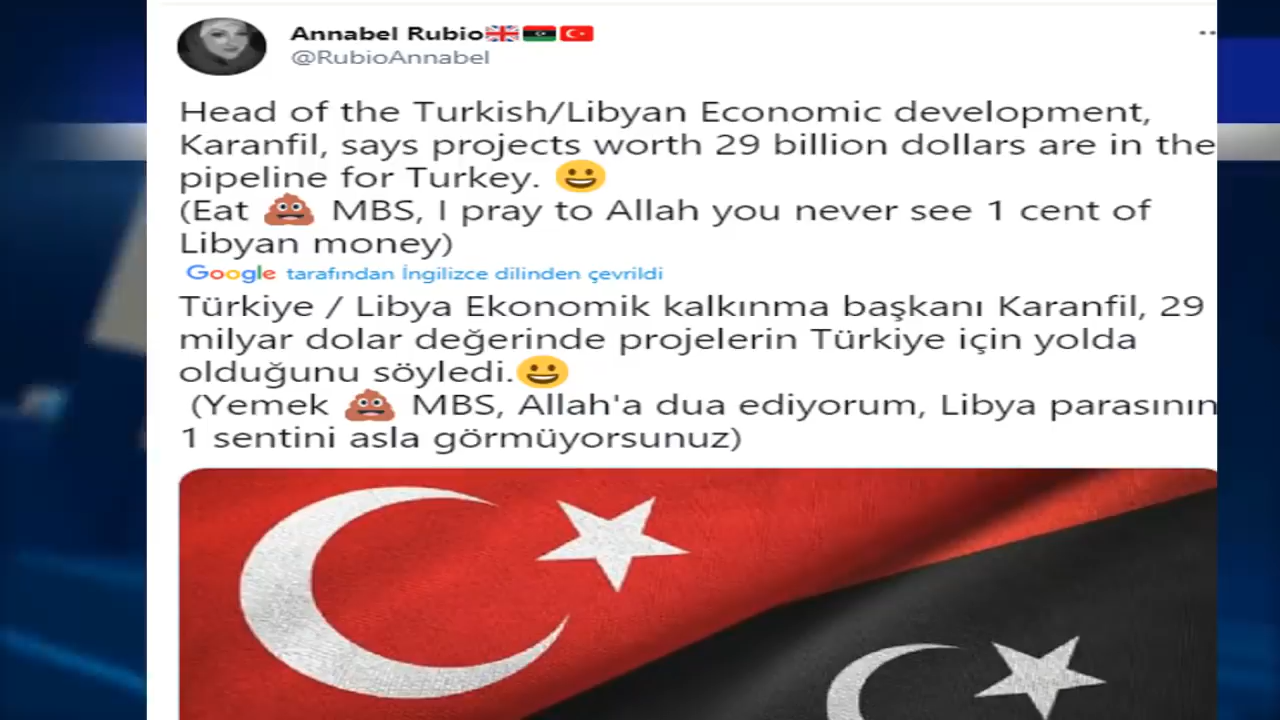 Annabel Rubio🇬🇧🇱🇾🇹🇷
@RubioAnnabel
Head of the Turkish/Libyan Economic development,
Karanfil, says projects worth 29 billion dollars are in the
pipeline for Turkey. 😀
(Eat 💩 MBS, I pray to Allah you never see 1 cent of
Libyan money)
Google tarafından İngilizce dilinden çevrildi
Türkiye / Libya Ekonomik kalkınma başkanı Karanfil, 29
milyar dolar değerinde projelerin Türkiye için yolda
olduğunu söyledi.😀
(Yemek 💩 MBS, Allah'a dua ediyorum, Libya parasının
1 sentini asla görmüyorsunuz)